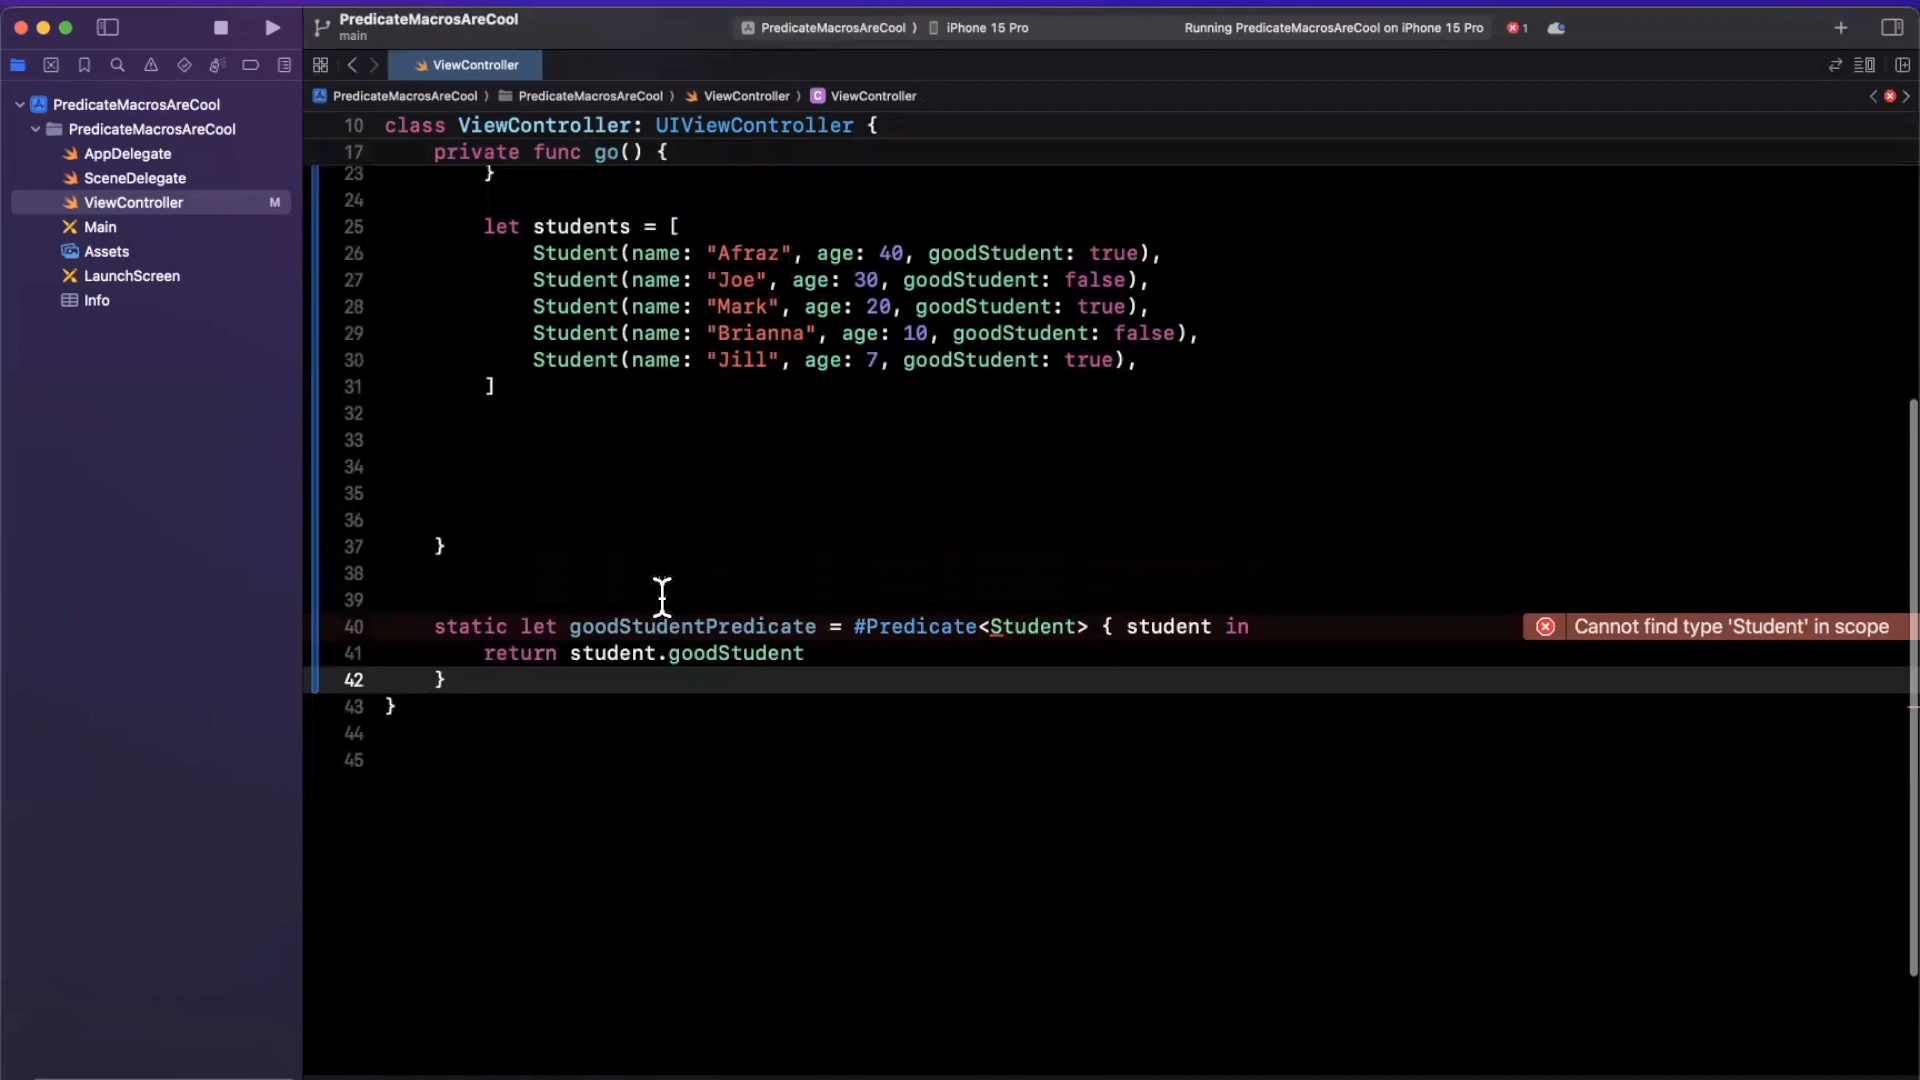 PredicateMacrosAreCool
main
PredicateMacrosAreCool
iPhone 15 Pro
Running PredicateMacrosAreCool on iPhone 15 Pro
1
ViewController
PredicateMacrosAreCool
PredicateMacrosAreCool
ViewController
C ViewController
PredicateMacrosAreCool
PredicateMacrosAreCool
AppDelegate
SceneDelegate
ViewController M
Main
Assets
LaunchScreen
Info
10 class ViewController: UIViewController {
17 private func go() {
23 }
24
25 let students = [
26 Student(name: "Afraz", age: 40, goodStudent: true),
27 Student(name: "Joe", age: 30, goodStudent: false),
28 Student(name: "Mark", age: 20, goodStudent: true),
29 Student(name: "Brianna", age: 10, goodStudent: false),
30 Student(name: "Jill", age: 7, goodStudent: true),
31 ]
32
33
34
35
36
37 }
38
39
40 static let goodStudentPredicate = #Predicate<Student> { student in Cannot find type 'Student' in scope
41 return student.goodStudent
42 }
43 }
44
45